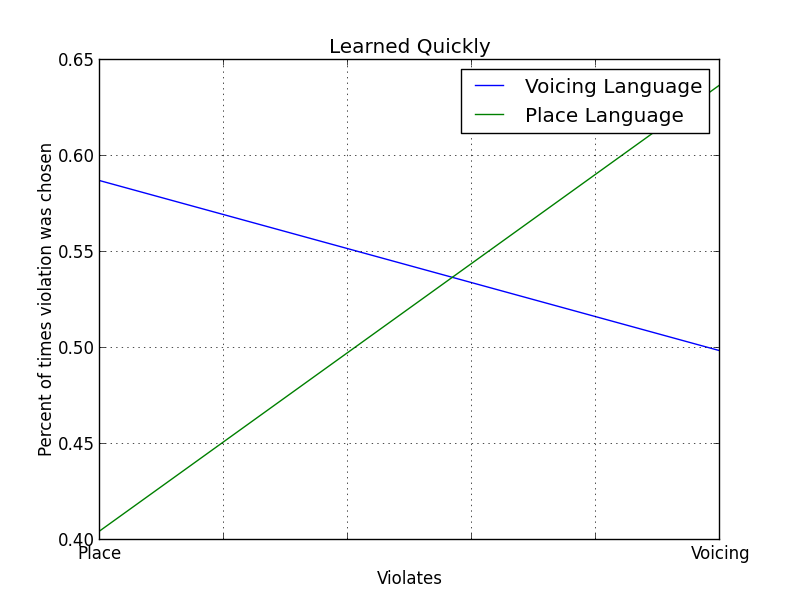 Learned Quickly
Voicing Language
Place Language
Percent of times violation was chosen
0.65
0.60
0.55
0.50
0.45
0.40
Place
Voicing
Violates